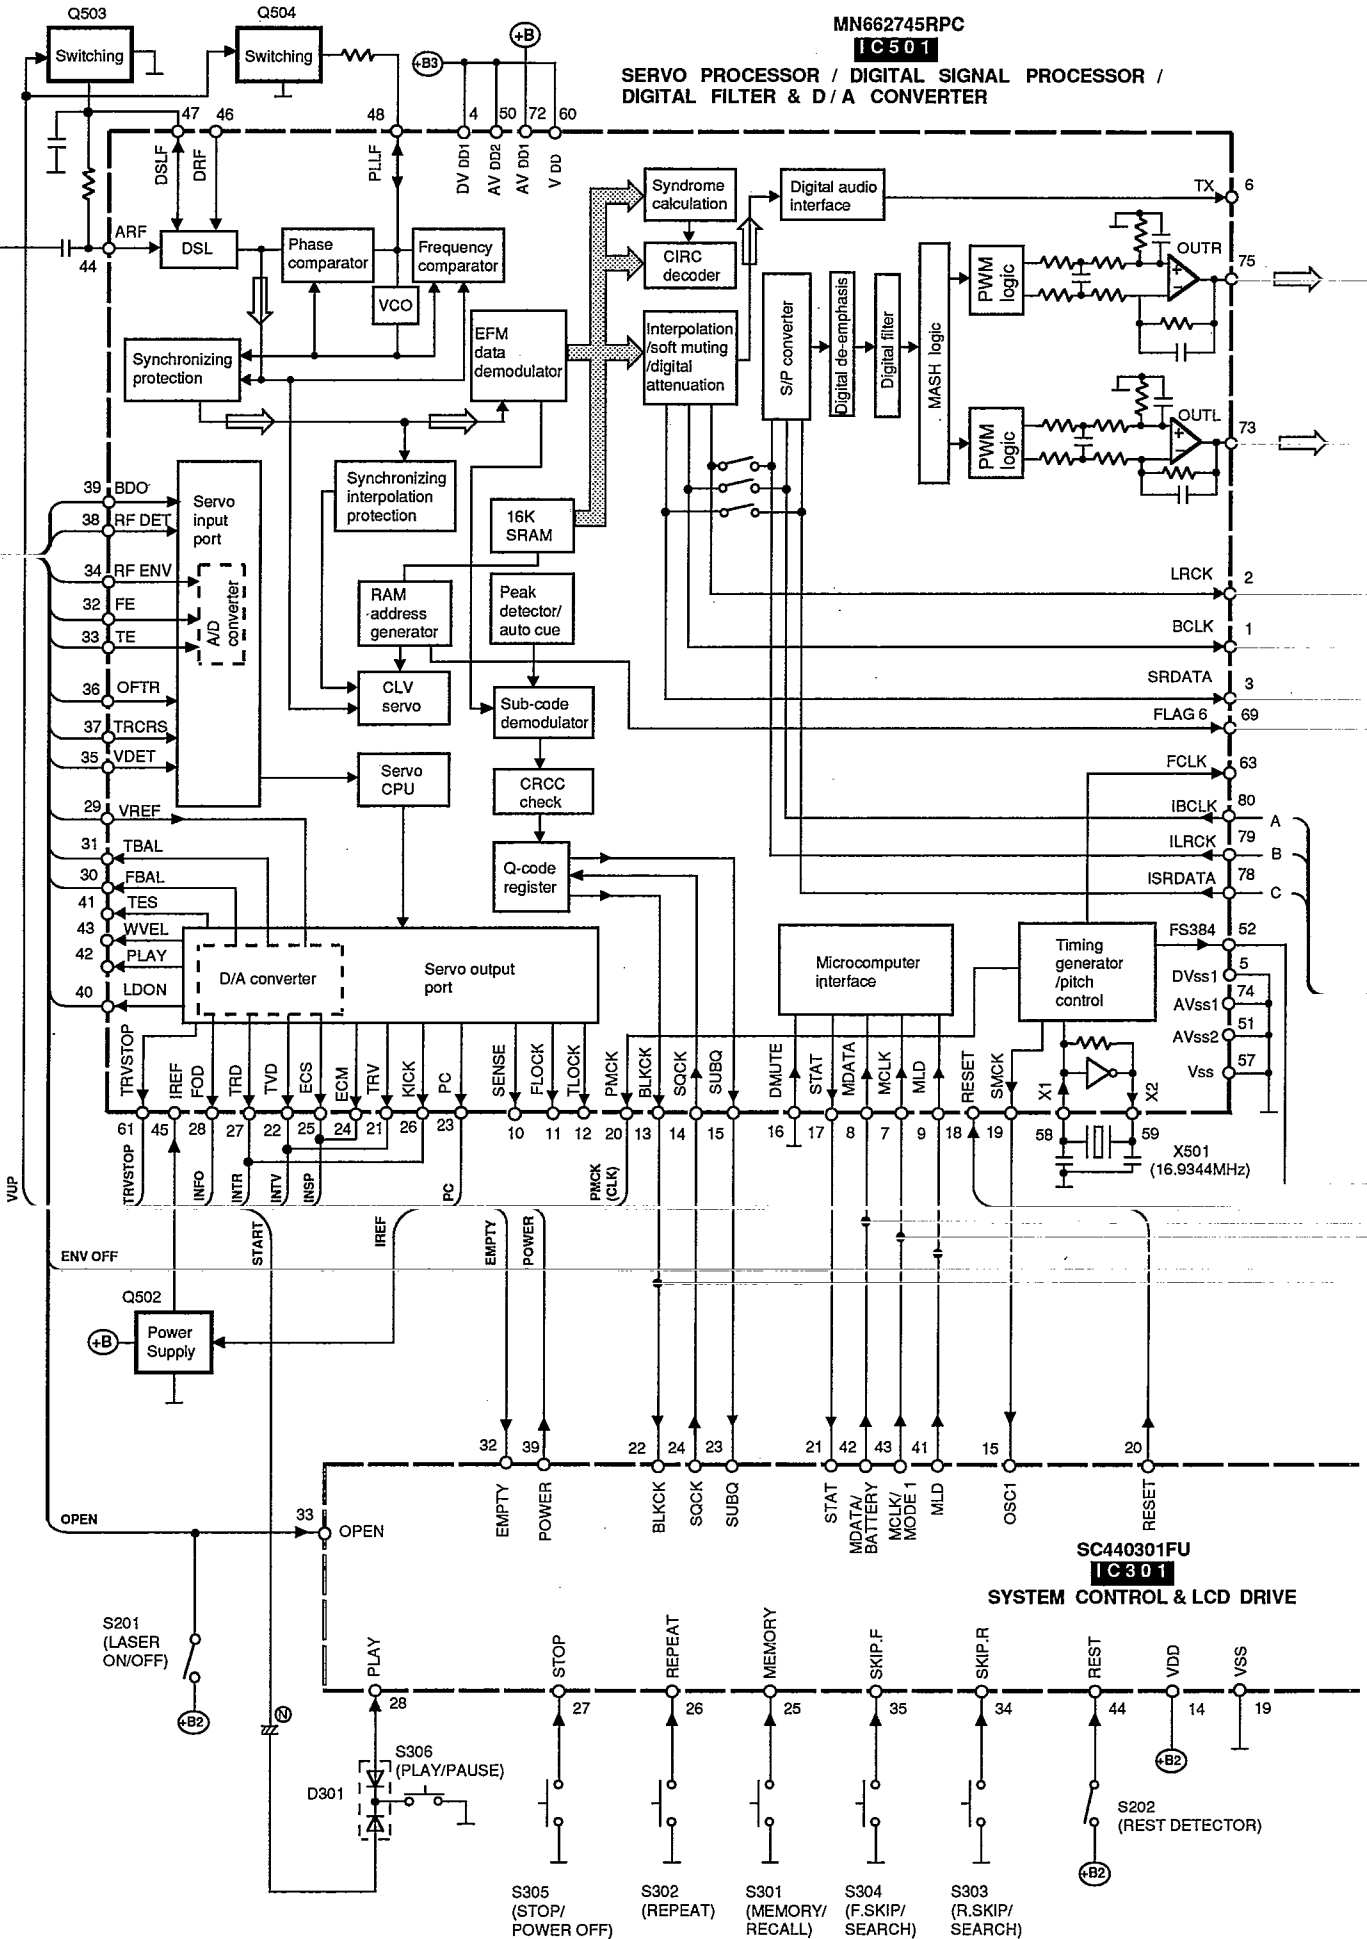 Q503
Q504
Switching
Switching
+B
+B3
MN662745RPC
IC501
SERVO PROCESSOR / DIGITAL SIGNAL PROCESSOR /
DIGITAL FILTER & D/A CONVERTER
47
46
48
4
50
72
60
DSLF
DRF
PLLF
DV DD1
AV DD2
AV DD1
V DD
ARF
44
DSL
Phase
comparator
Frequency
comparator
VCO
Synchronizing
protection
EFM
data
demodulator
Syndrome
calculation
CIRC
decoder
Digital audio
interface
TX
6
Interpolation
/soft muting
/digital
attenuation
S/P converter
Digital de-emphasis
Digital filter
MASH logic
PWM
logic
PWM
logic
OUTR
75
OUTL
73
+
−
+
−
Synchronizing
interpolation
protection
16K
SRAM
RAM
address
generator
Peak
detector/
auto cue
CLV
servo
Sub-code
demodulator
Servo
CPU
CRCC
check
Q-code
register
Servo
input
port
A/D
converter
39 BDO
38 RF DET
34 RF ENV
32 FE
33 TE
36 OFTR
37 TRCRS
35 VDET
29 VREF
31 TBAL
30 FBAL
41 TES
43 WVEL
42 PLAY
40 LDON
D/A converter
Servo output
port
Microcomputer
interface
Timing
generator
/pitch
control
LRCK 2
BCLK 1
SRDATA 3
FLAG 6 69
FCLK 63
IBCLK 80 A
ILRCK 79 B
ISRDATA 78 C
FS384 52
DVss1 5
AVss1 74
AVss2 51
Vss 57
TRVSTOP
IREF
FOD
TRD
TVD
ECS
ECM
TRV
KICK
PC
SENSE
FLOCK
TLOCK
PMCK
BLKCK
SQCK
SUBQ
DMUTE
STAT
MDATA
MCLK
MLD
RESET
SMCK
X1
X2
61
45
28
27
22
25
24
21
26
23
10
11
12
20
13
14
15
16
17
8
7
9
18
19
58
59
X501
(16.9344MHz)
VUP
TRVSTOP
INFO
INTR
INTV
INSP
PC
PMCK
(CLK)
START
IREF
EMPTY
POWER
ENV OFF
Q502
+B
Power
Supply
32
39
22
24
23
21
42
43
41
15
20
EMPTY
POWER
BLKCK
SQCK
SUBQ
STAT
MDATA/
BATTERY
MCLK/
MODE 1
MLD
OSC1
RESET
OPEN
33
OPEN
SC440301FU
IC301
SYSTEM CONTROL & LCD DRIVE
S201
(LASER
ON/OFF)
+B2
PLAY
STOP
REPEAT
MEMORY
SKIP.F
SKIP.R
REST
VDD
VSS
28
27
26
25
35
34
44
14
19
N
S306
(PLAY/PAUSE)
D301
+B2
S202
(REST DETECTOR)
+B2
S305
(STOP/
POWER OFF)
S302
(REPEAT)
S301
(MEMORY/
RECALL)
S304
(F.SKIP/
SEARCH)
S303
(R.SKIP/
SEARCH)